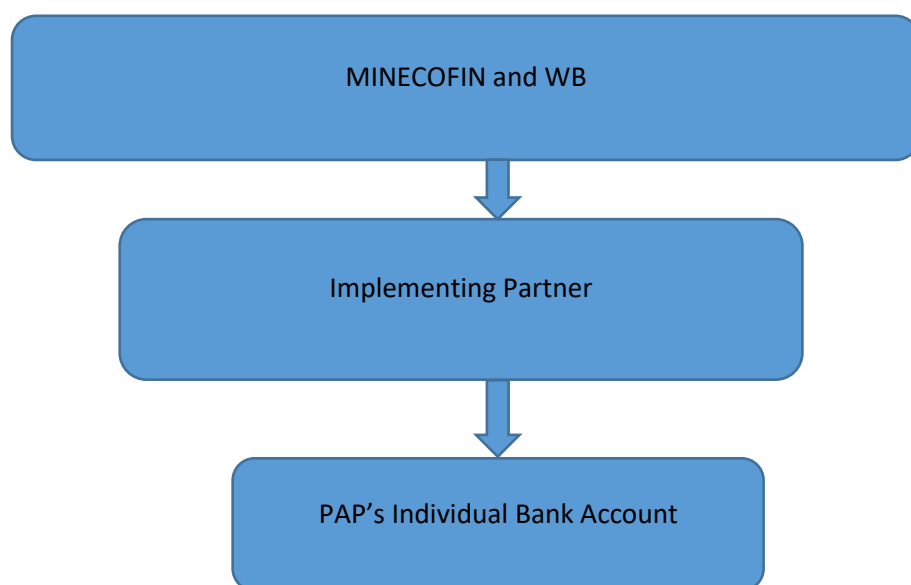 MINECOFIN and WB
Implementing Partner
PAP’s Individual Bank Account